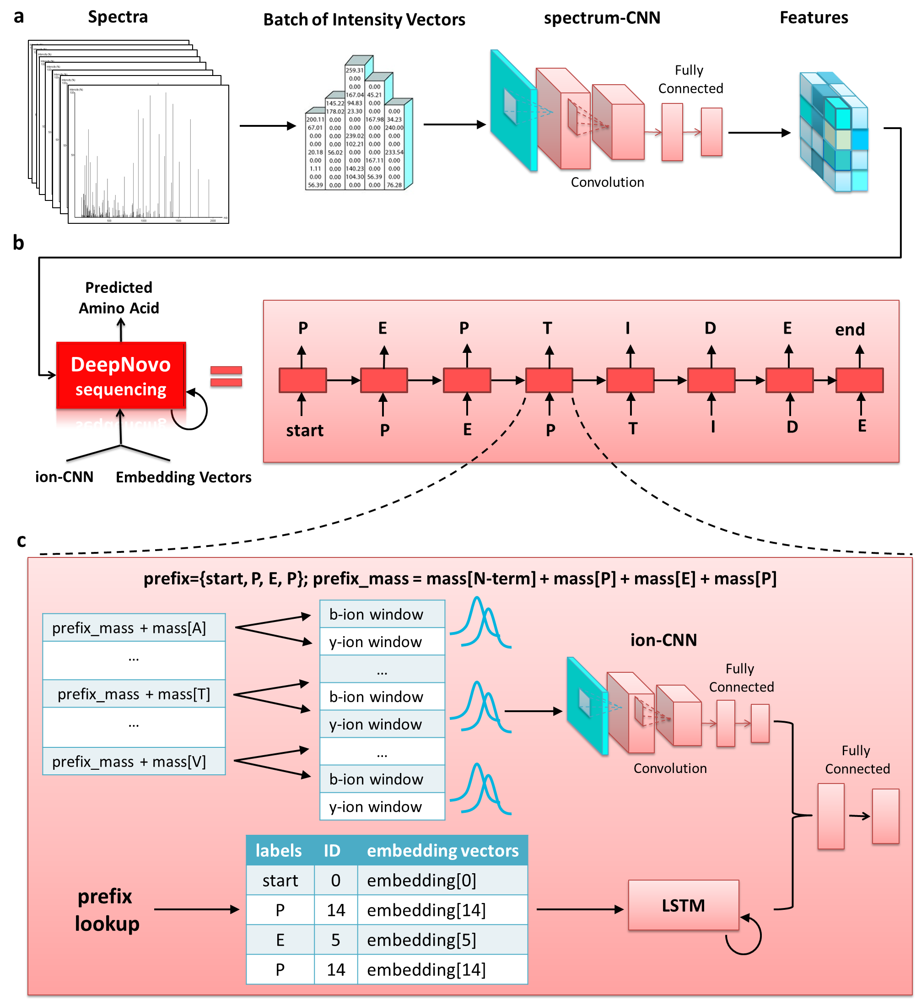 a
Spectra
Batch of Intensity Vectors
spectrum-CNN
Features
Intensity (%)
100
50
500
1000
1500
2000
m/z
259.31
0.00
0.00 0.00
167.04 45.21
145.22 94.83 0.00
178.02 23.30 0.00 0.00
200.11 0.00 0.00 167.98 34.23
67.01 0.00 0.00 0.00 240.00
0.00 0.00 239.02 0.00 0.00
0.00 0.00 102.21 0.00 0.00
20.18 56.02 0.00 0.00 233.54
0.00 0.00 0.00 167.11 0.00
1.11 0.00 140.23 0.00 0.00
0.00 0.00 104.30 56.39 0.00
56.39 0.00 0.00 0.00 76.28
Fully
Connected
Convolution
b
Predicted
Amino Acid
DeepNovo
sequencing
ion-CNN
Embedding Vectors
P E P T I D E end
start P E P T I D E
c
prefix={start, P, E, P}; prefix_mass = mass[N-term] + mass[P] + mass[E] + mass[P]
prefix_mass + mass[A]
...
prefix_mass + mass[T]
...
prefix_mass + mass[V]
b-ion window
y-ion window
...
b-ion window
y-ion window
...
b-ion window
y-ion window
ion-CNN
Fully
Connected
Convolution
Fully
Connected
prefix
lookup
labels ID embedding vectors
start 0 embedding[0]
P 14 embedding[14]
E 5 embedding[5]
P 14 embedding[14]
LSTM